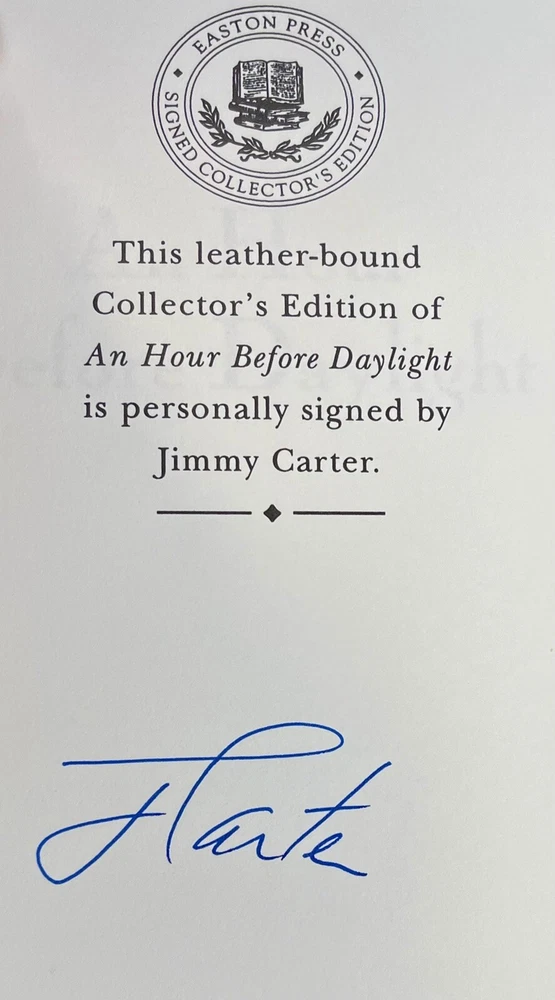 EASTON PRESS
SIGNED COLLECTOR'S EDITION
This leather-bound
Collector's Edition of
An Hour Before Daylight
is personally signed by
Jimmy Carter.
J Carter